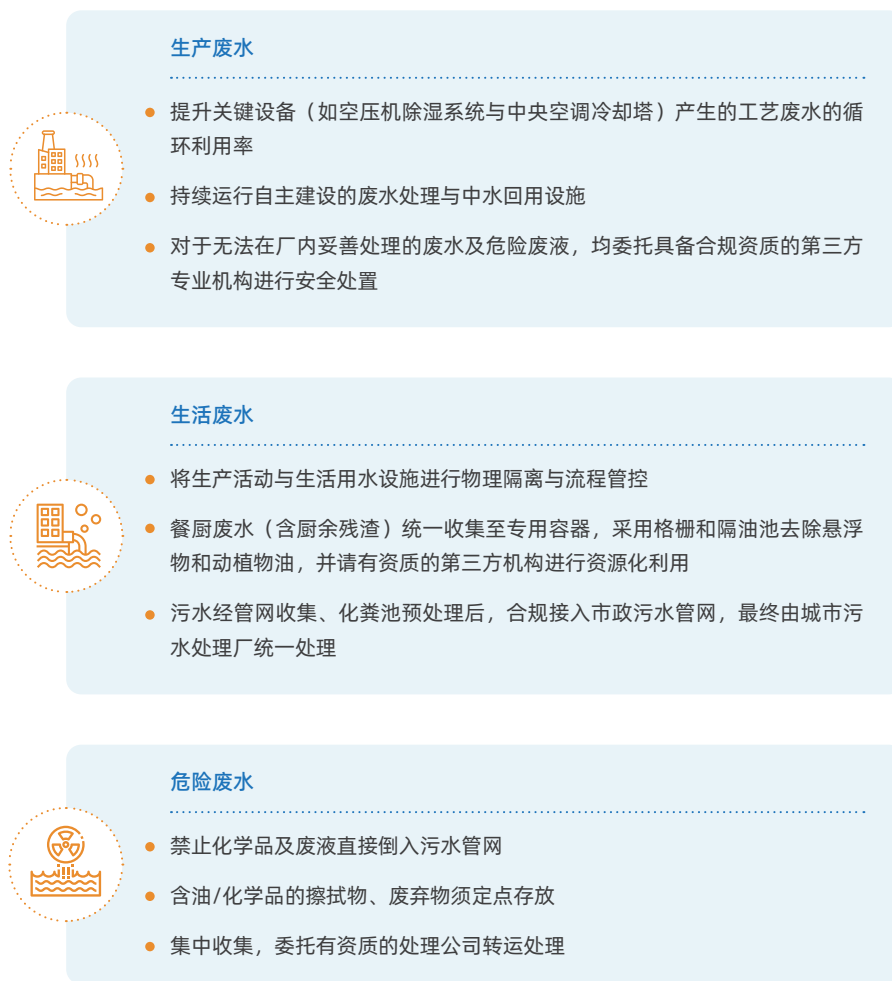 生产废水
提升关键设备（如空压机除湿系统与中央空调冷却塔）产生的工艺废水的循
环利用率
持续运行自主建设的废水处理与中水回用设施
对于无法在厂内妥善处理的废水及危险废液，均委托具备合规资质的第三方
专业机构进行安全处置
生活废水
将生产活动与生活用水设施进行物理隔离与流程管控
餐厨废水（含厨余残渣）统一收集至专用容器，采用格栅和隔油池去除悬浮
物和动植物油，并请有资质的第三方机构进行资源化利用
污水经管网收集、化粪池预处理后，合规接入市政污水管网，最终由城市污
水处理厂统一处理
危险废水
禁止化学品及废液直接倒入污水管网
含油/化学品的擦拭物、废弃物须定点存放
集中收集，委托有资质的处理公司转运处理